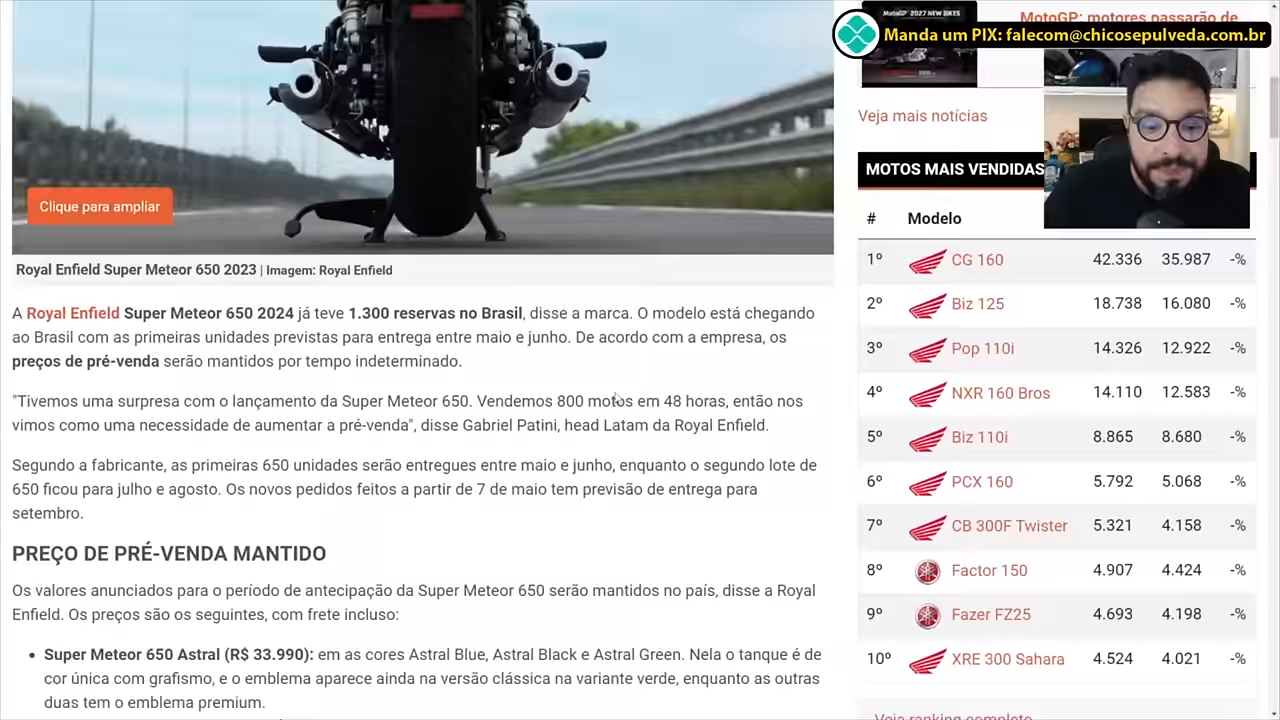 MotoGP 2027 NEW BIKES
MotoGP: motores passarão de
Manda um PIX: falecom@chicosepulveda.com.br
Clique para ampliar
Royal Enfield Super Meteor 650 2023 | Imagem: Royal Enfield
A Royal Enfield Super Meteor 650 2024 já teve 1.300 reservas no Brasil, disse a marca. O modelo está chegando
ao Brasil com as primeiras unidades previstas para entrega entre maio e junho. De acordo com a empresa, os
preços de pré-venda serão mantidos por tempo indeterminado.
"Tivemos uma surpresa com o lançamento da Super Meteor 650. Vendemos 800 motos em 48 horas, então nos
vimos como uma necessidade de aumentar a pré-venda", disse Gabriel Patini, head Latam da Royal Enfield.
Segundo a fabricante, as primeiras 650 unidades serão entregues entre maio e junho, enquanto o segundo lote de
650 ficou para julho e agosto. Os novos pedidos feitos a partir de 7 de maio tem previsão de entrega para
setembro.
PREÇO DE PRÉ-VENDA MANTIDO
Os valores anunciados para o período de antecipação da Super Meteor 650 serão mantidos no país, disse a Royal
Enfield. Os preços são os seguintes, com frete incluso:
• Super Meteor 650 Astral (R$ 33.990): em as cores Astral Blue, Astral Black e Astral Green. Nela o tanque é de
cor única com grafismo, e o emblema aparece ainda na versão clássica na variante verde, enquanto as outras
duas tem o emblema premium.
Veja mais notícias
MOTOS MAIS VENDIDAS
# Modelo
1º CG 160 42.336 35.987 -%
2º Biz 125 18.738 16.080 -%
3º Pop 110i 14.326 12.922 -%
4º NXR 160 Bros 14.110 12.583 -%
5º Biz 110i 8.865 8.680 -%
6º PCX 160 5.792 5.068 -%
7º CB 300F Twister 5.321 4.158 -%
8º Factor 150 4.907 4.424 -%
9º Fazer FZ25 4.693 4.198 -%
10º XRE 300 Sahara 4.524 4.021 -%
Veja ranking completo